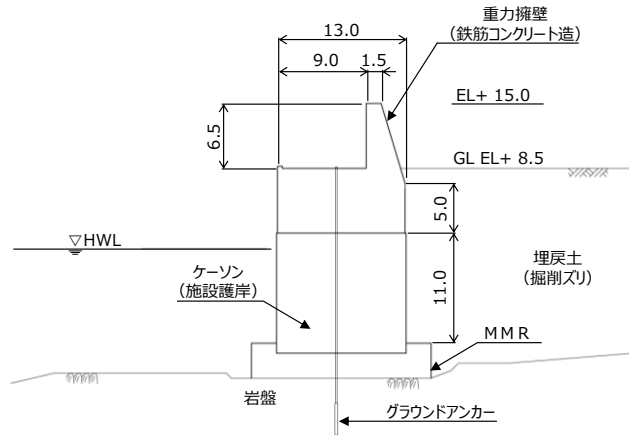 重力擁壁
(鉄筋コンクリート造)
13.0
9.0
1.5
EL+ 15.0
6.5
GL EL+ 8.5
5.0
▽HWL
ケーソン
(施設護岸)
埋戻土
(掘削ズリ)
11.0
MMR
岩盤
グラウンドアンカー